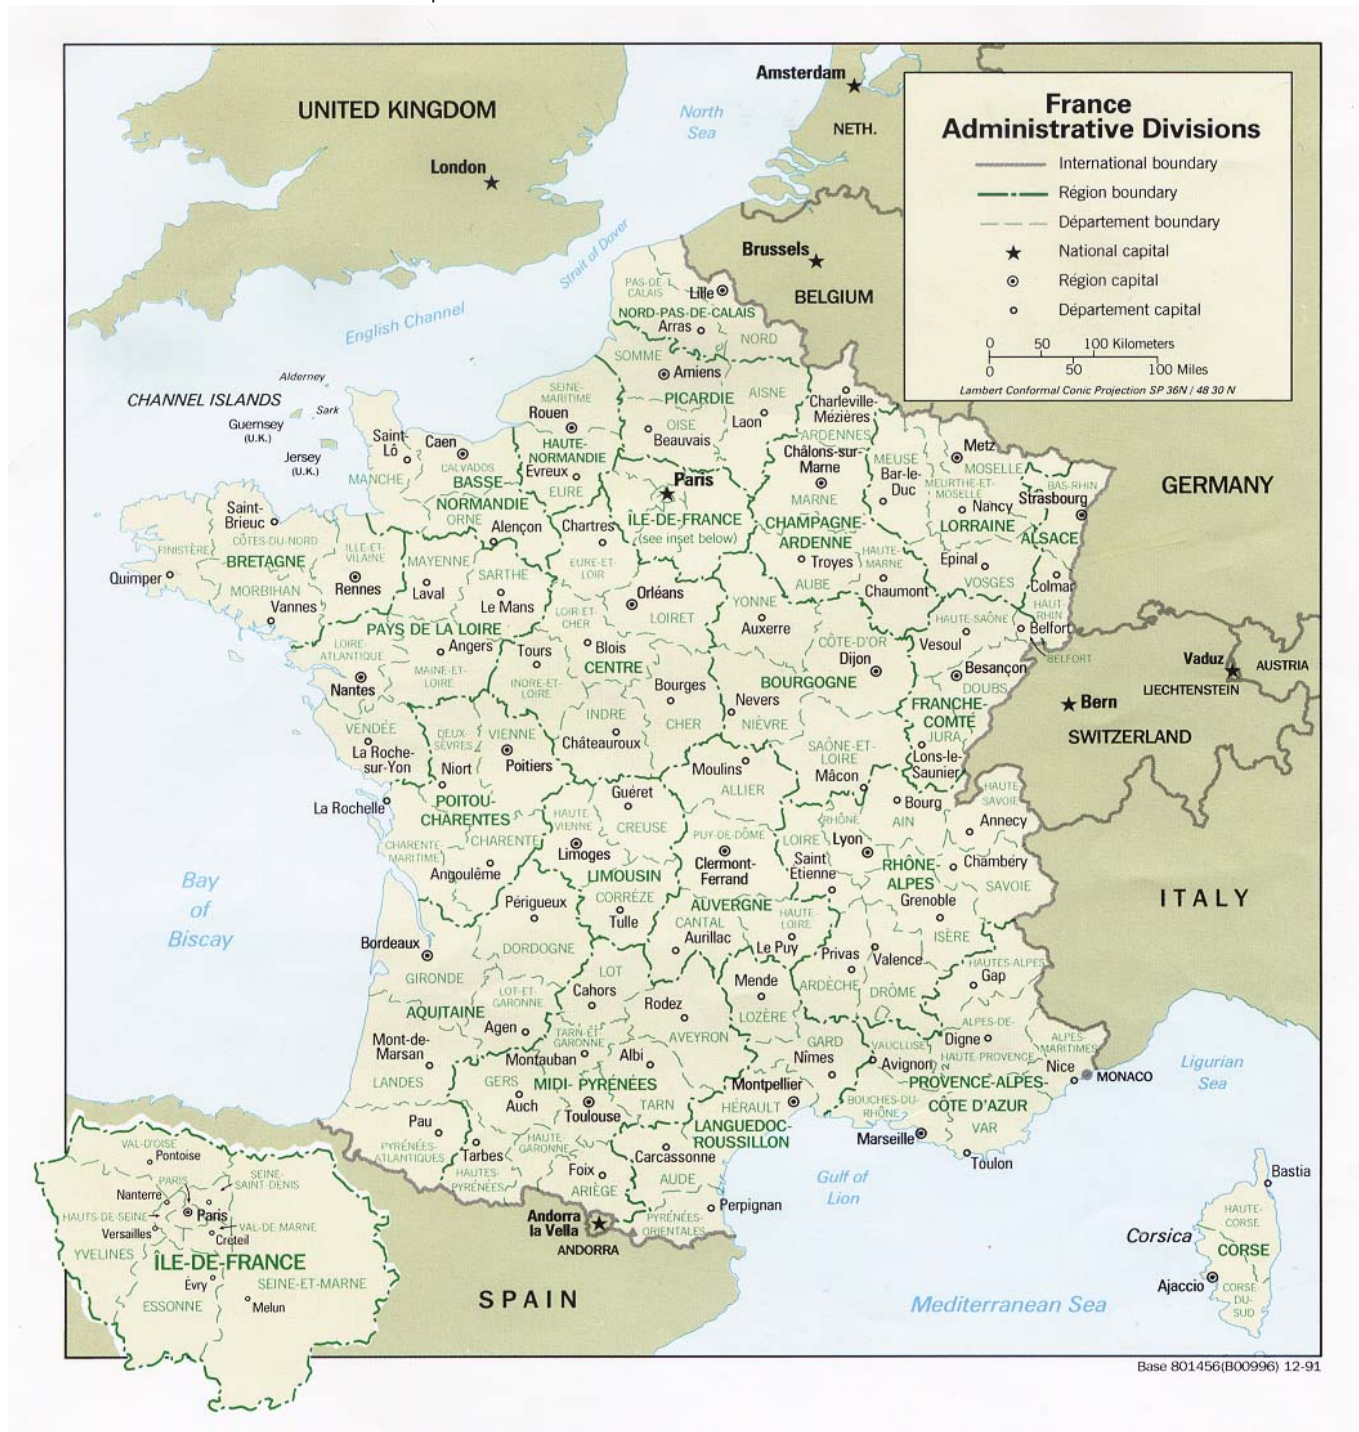 Amsterdam
NETH.
UNITED KINGDOM
London
North
Sea
France
Administrative Divisions
International boundary
Région boundary
Département boundary
National capital
Région capital
Département capital
0 50 100 Kilometers
0 50 100 Miles
Lambert Conformal Conic Projection SP 36N / 48 30 N
Strait of Dover
Brussels
BELGIUM
English Channel
PAS-DE-
CALAIS
Lille
NORD-PAS-DE-CALAIS
Arras
NORD
SOMME
Amiens
PICARDIE
AISNE
OISE
Beauvais
Laon
Alderney
CHANNEL ISLANDS
Sark
Guernsey
(U.K.)
Jersey
(U.K.)
SEINE-
MARITIME
Rouen
HAUTE-
NORMANDIE
Évreux
EURE
Charleville-
Mézières
ARDENNES
Châlons-sur-
Marne
MARNE
CHAMPAGNE-
ARDENNE
Troyes
AUBE
HAUTE-
MARNE
Chaumont
Saint-
Lô
Caen
CALVADOS
MANCHE
BASSE
NORMANDIE
ORNE
Alençon
Paris
ÎLE-DE-FRANCE
(see inset below)
MEUSE
Bar-le-
Duc
Metz
MOSELLE
MEURTHE-ET-
MOSELLE
Nancy
LORRAINE
Epinal
VOSGES
BAS-RHIN
Strasbourg
ALSACE
Colmar
HAUT
RHIN
GERMANY
Saint-
Brieuc
CÔTES-DU-NORD
FINISTÈRE
BRETAGNE
Quimper
MORBIHAN
Vannes
ILLE-ET-
VILAINE
Rennes
MAYENNE
Laval
SARTHE
Le Mans
PAYS DE LA LOIRE
LOIRE-
ATLANTIQUE
Angers
MAINE-ET-
LOIRE
Nantes
VENDÉE
La Roche-
sur-Yon
Chartres
EURE-ET-
LOIR
Orléans
LOIRET
LOIR-ET-
CHER
Blois
Tours
INDRE-ET-
LOIRE
CENTRE
Bourges
CHER
INDRE
Châteauroux
YONNE
Auxerre
CÔTE-D'OR
Dijon
BOURGOGNE
Nevers
NIÈVRE
SAÔNE-ET-
LOIRE
Mâcon
HAUTE-SAÔNE
Vesoul
Belfort
BELFORT
Besançon
DOUBS
FRANCHE-
COMTÉ
JURA
Lons-le-
Saunier
Vaduz
AUSTRIA
LIECHTENSTEIN
Bern
SWITZERLAND
DEUX-
SÈVRES
VIENNE
Poitiers
Niort
La Rochelle
POITOU-
CHARENTES
CHARENTE
MARITIME
CHARENTE
Angoulême
Guéret
CREUSE
HAUTE
VIENNE
Limoges
LIMOUSIN
CORRÈZE
Tulle
Moulins
ALLIER
PUY-DE-DÔME
Clermont-
Ferrand
AUVERGNE
CANTAL
Aurillac
HAUTE
LOIRE
Le Puy
RHÔNE
LOIRE
Lyon
Saint
Étienne
Bourg
AIN
HAUTE
SAVOIE
Annecy
Chambéry
RHÔNE-
ALPES
SAVOIE
Grenoble
ISÈRE
Privas
Valence
ARDÈCHE
DRÔME
ITALY
Bay
of
Biscay
Périgueux
DORDOGNE
Bordeaux
GIRONDE
AQUITAINE
LOT-ET-
GARONNE
Agen
Mont-de-
Marsan
LANDES
Pau
PYRÉNÉES-
ATLANTIQUES
LOT
Cahors
Rodez
AVEYRON
TARN-ET
GARONNE
Montauban
Albi
TARN
GERS
Auch
MIDI- PYRÉNÉES
Toulouse
HAUTE-
GARONNE
Tarbes
HAUTES-
PYRÉNÉES
Foix
ARIÈGE
Mende
LOZÈRE
GARD
Nîmes
Montpellier
HÉRAULT
LANGUEDOC-
ROUSSILLON
Carcassonne
AUDE
Perpignan
PYRÉNÉES-
ORIENTALES
HAUTES-ALPES
Gap
ALPES-DE-
HAUTE PROVENCE
Digne
VAUCLUSE
Avignon
ALPES-
MARITIMES
Nice
MONACO
PROVENCE-ALPES-
CÔTE D'AZUR
BOUCHES-DU-
RHÔNE
VAR
Marseille
Toulon
Ligurian
Sea
Gulf of
Lion
Mediterranean Sea
Andorra
la Vella
ANDORRA
SPAIN
Corsica
Bastia
HAUTE-
CORSE
CORSE
Ajaccio
CORSE-
DU-
SUD
VAL-D'OISE
Pontoise
PARIS
SEINE-
SAINT-DENIS
Nanterre
HAUTS-DE-SEINE
Paris
Versailles
VAL-DE MARNE
Créteil
YVELINES
ÎLE-DE-FRANCE
Évry
SEINE-ET-MARNE
ESSONNE
Melun
Base 801456(B00996) 12-91